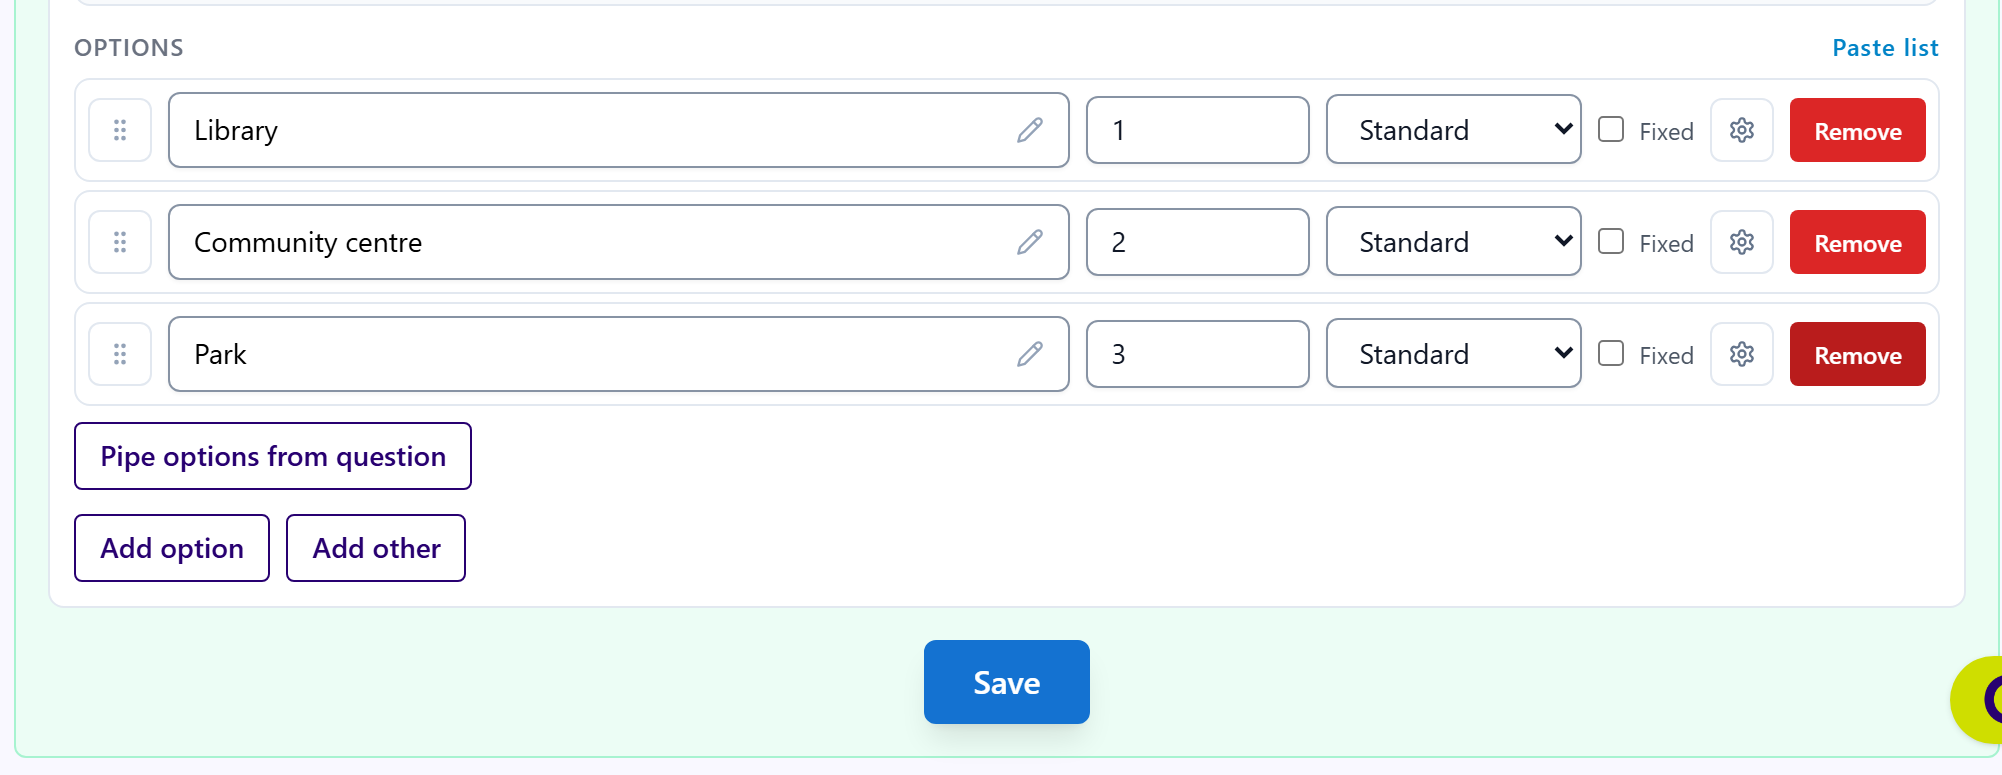 OPTIONS Paste list
Library 1 Standard Fixed Remove
Community centre 2 Standard Fixed Remove
Park 3 Standard Fixed Remove
Pipe options from question
Add option Add other
Save